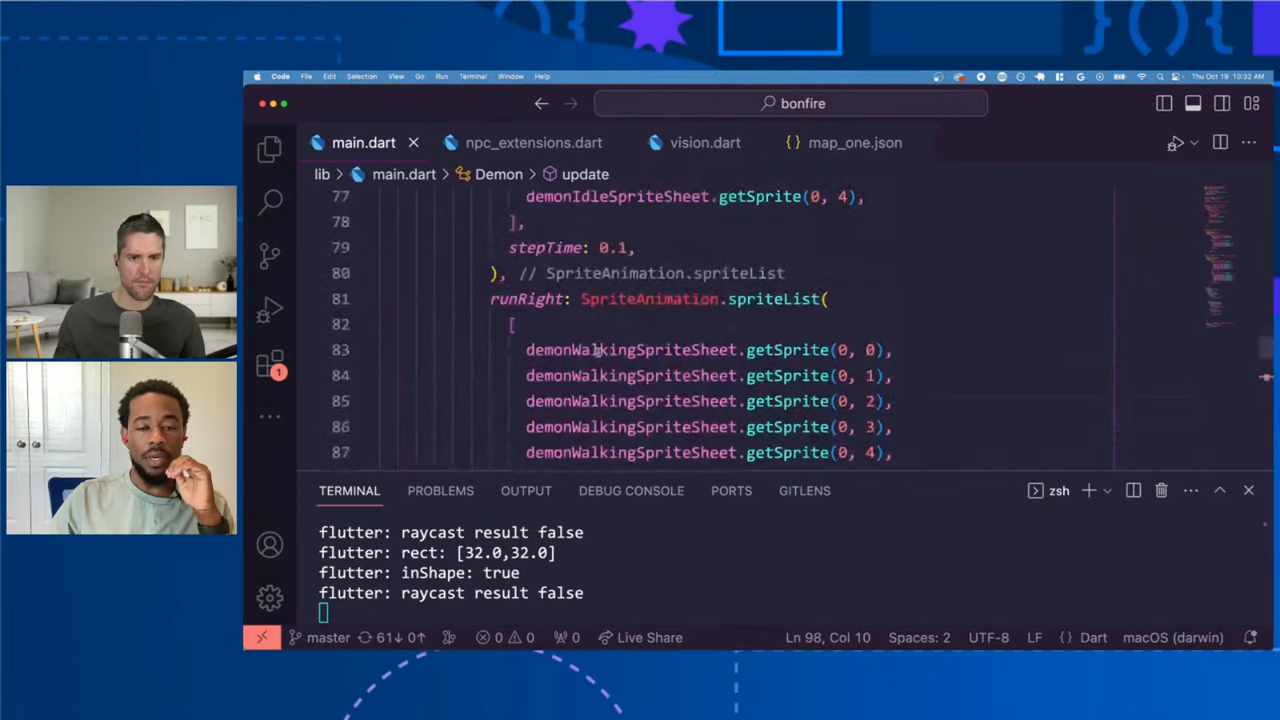 Code File Edit Selection View Go Run Terminal Window Help Thu Oct 19 10:32 AM
bonfire
main.dart npc_extensions.dart vision.dart {} map_one.json
lib > main.dart > Demon > update
77 demonIdleSpriteSheet.getSprite(0, 4),
78 ],
79 stepTime: 0.1,
80 ), // SpriteAnimation.spriteList
81 runRight: SpriteAnimation.spriteList(
82 [
83 demonWalkingSpriteSheet.getSprite(0, 0),
84 demonWalkingSpriteSheet.getSprite(0, 1),
85 demonWalkingSpriteSheet.getSprite(0, 2),
86 demonWalkingSpriteSheet.getSprite(0, 3),
87 demonWalkingSpriteSheet.getSprite(0, 4),
1
TERMINAL PROBLEMS OUTPUT DEBUG CONSOLE PORTS GITLENS zsh
flutter: raycast result false
flutter: rect: [32.0,32.0]
flutter: inShape: true
flutter: raycast result false
master 61↓ 0↑ 0 0 0 Live Share Ln 98, Col 10 Spaces: 2 UTF-8 LF {} Dart macOS (darwin)